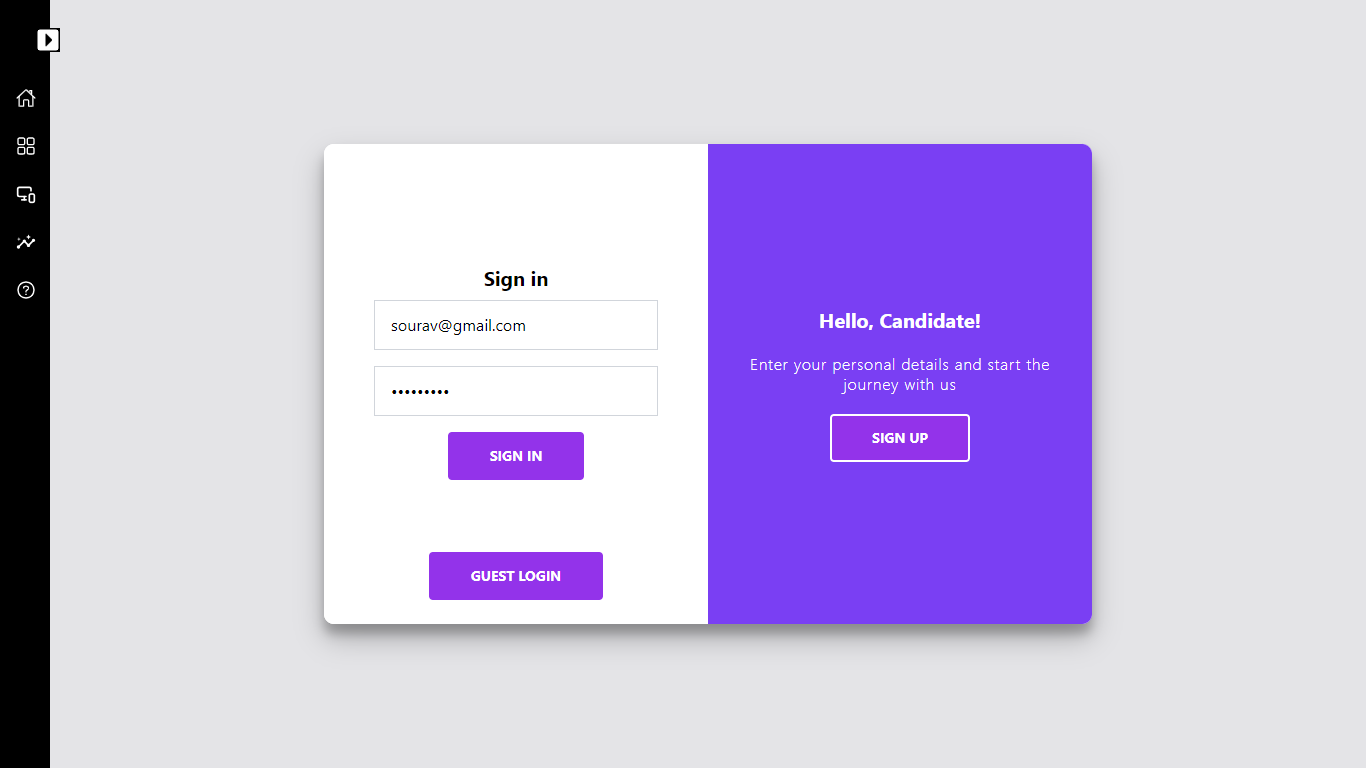 Sign in
sourav@gmail.com
•••••••••
SIGN IN
GUEST LOGIN
Hello, Candidate!
Enter your personal details and start the
journey with us
SIGN UP